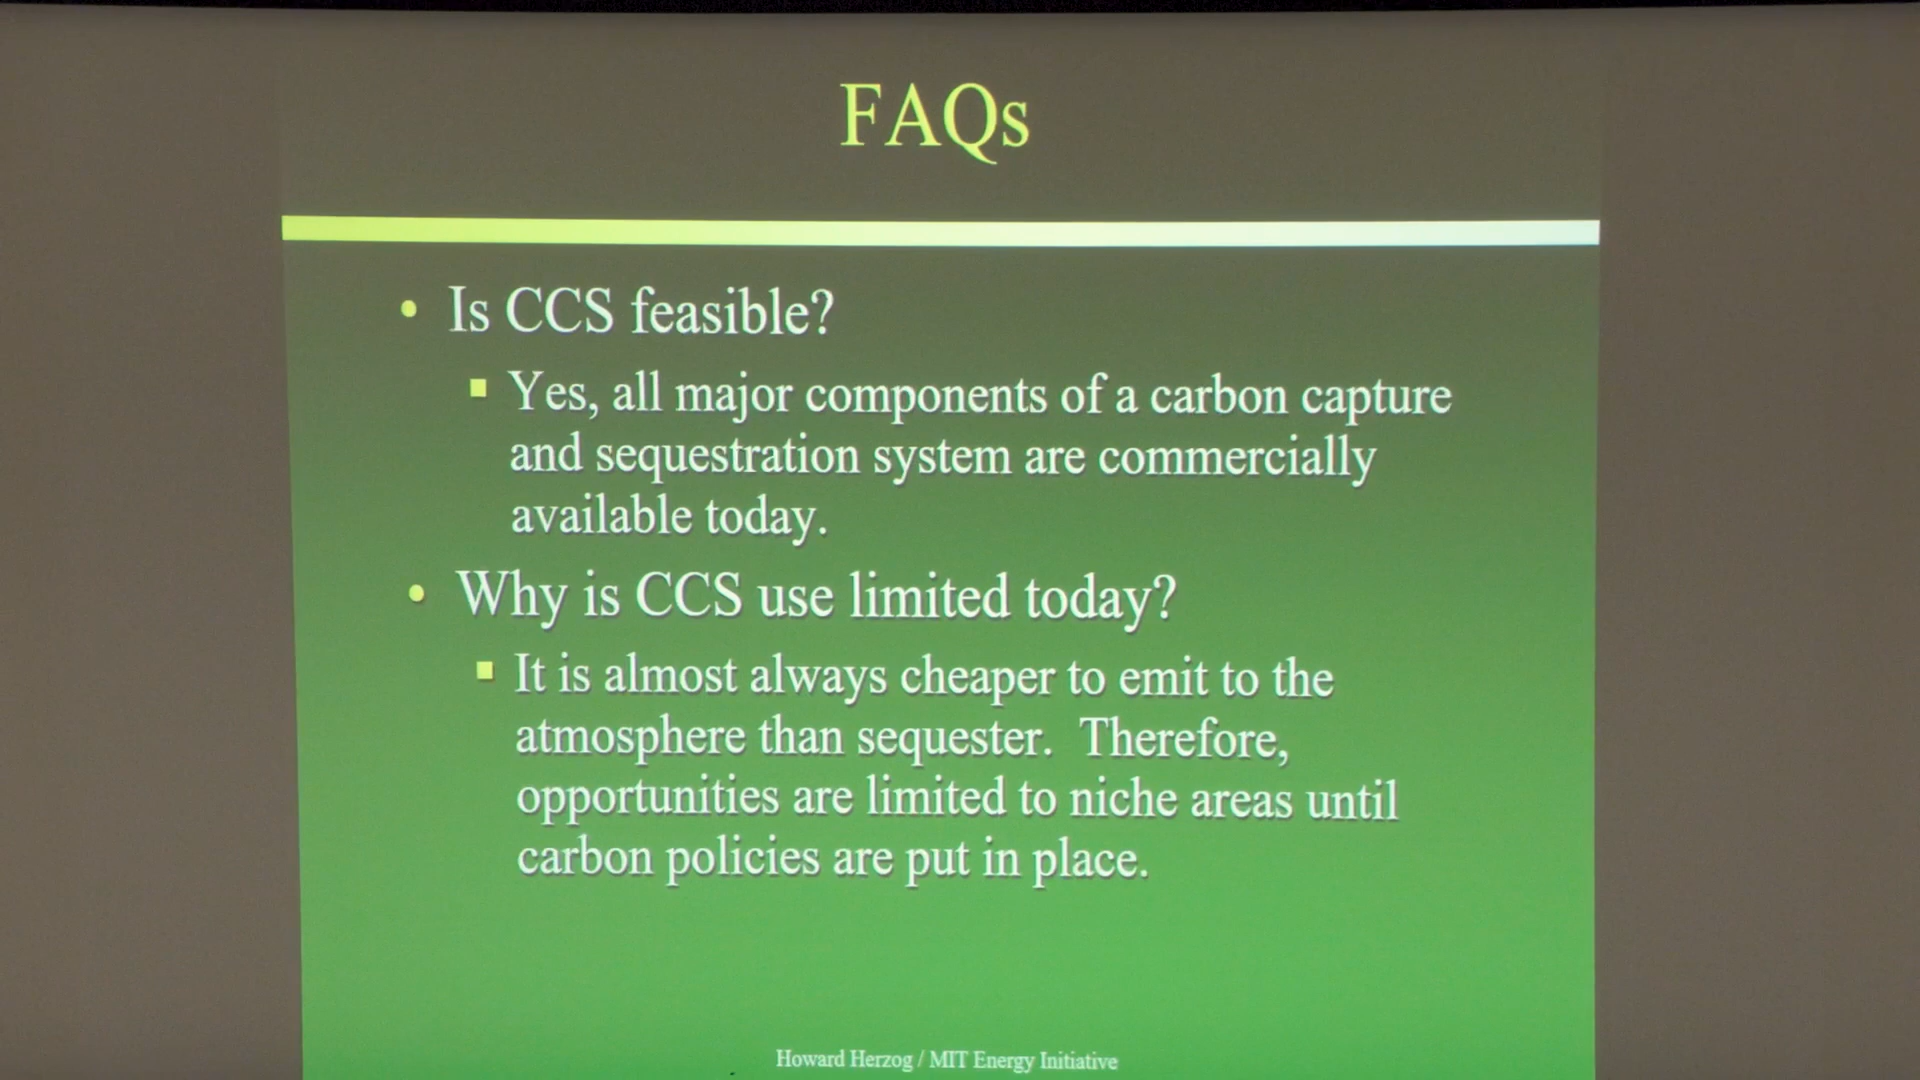 FAQs
• Is CCS feasible?
▪ Yes, all major components of a carbon capture
and sequestration system are commercially
available today.
• Why is CCS use limited today?
▪ It is almost always cheaper to emit to the
atmosphere than sequester.  Therefore,
opportunities are limited to niche areas until
carbon policies are put in place.
Howard Herzog / MIT Energy Initiative